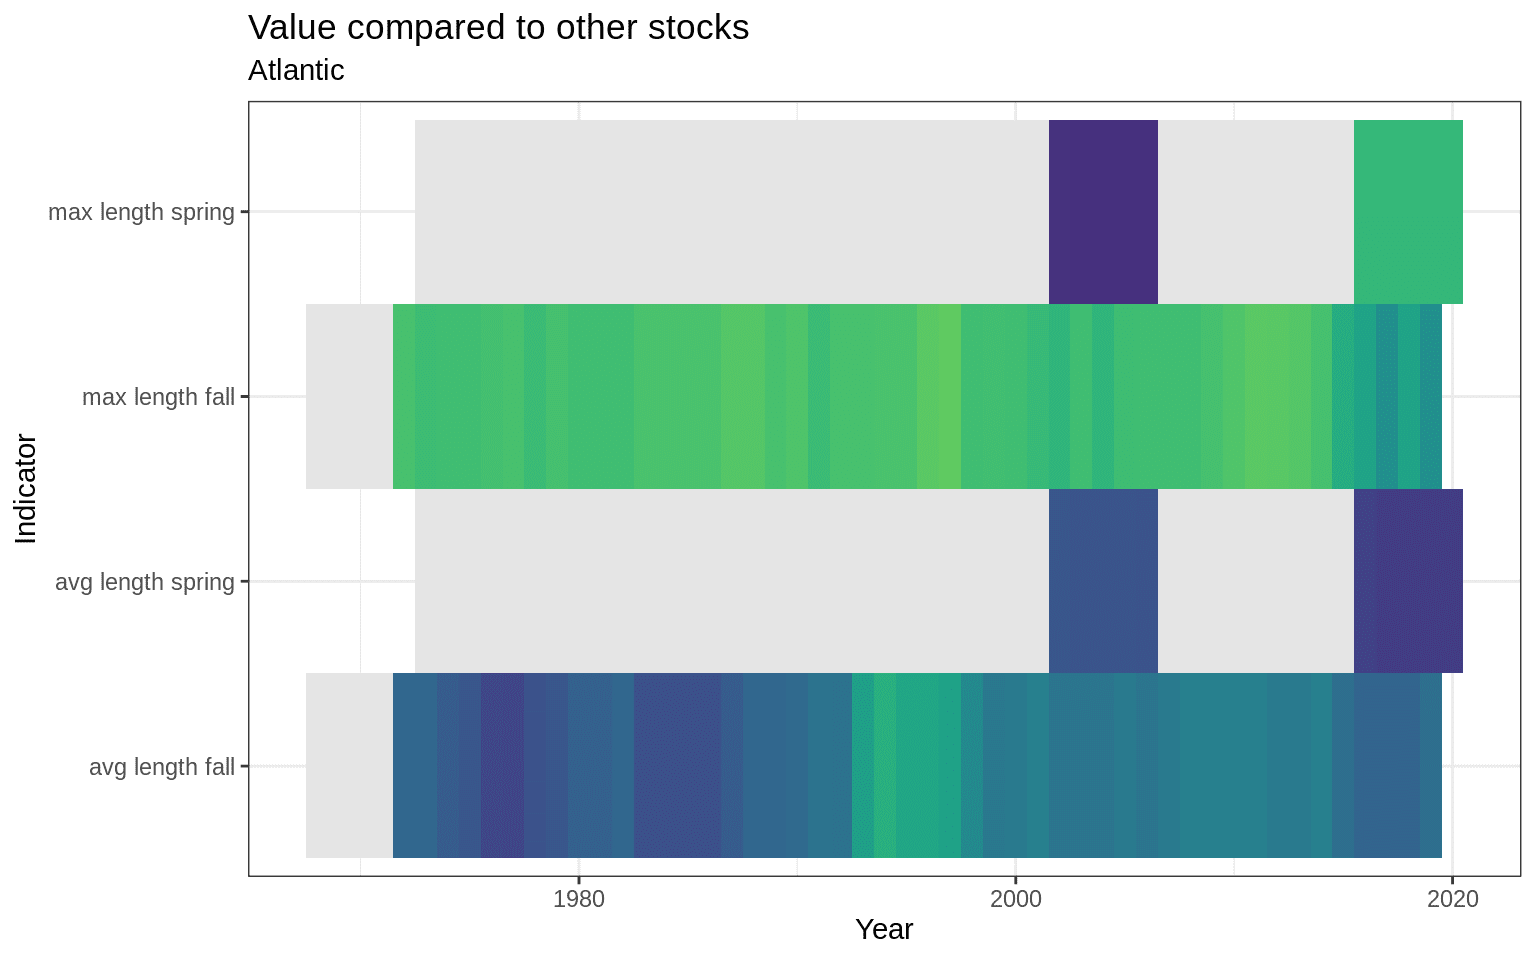 Value compared to other stocks
Atlantic
max length spring
max length fall
avg length spring
avg length fall
Indicator
1980
2000
2020
Year